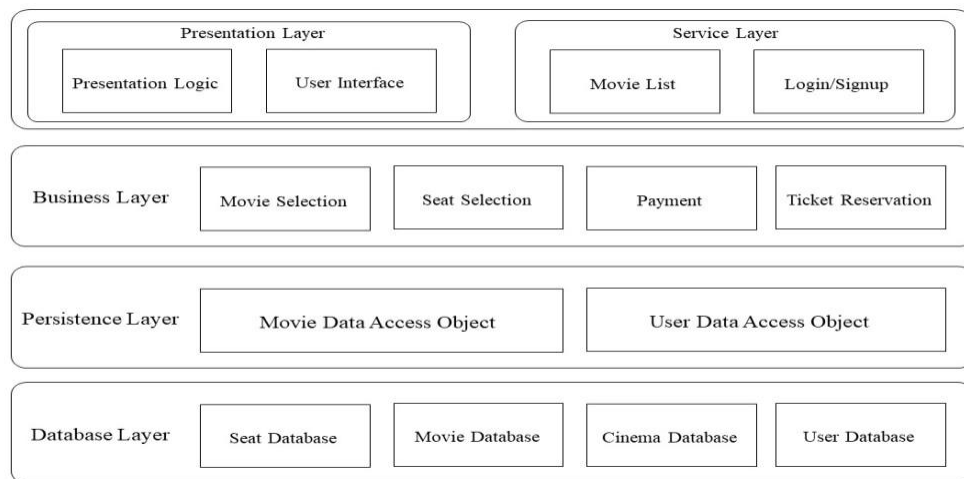 Presentation Layer
Service Layer
Presentation Logic
User Interface
Movie List
Login/Signup
Business Layer
Movie Selection
Seat Selection
Payment
Ticket Reservation
Persistence Layer
Movie Data Access Object
User Data Access Object
Database Layer
Seat Database
Movie Database
Cinema Database
User Database